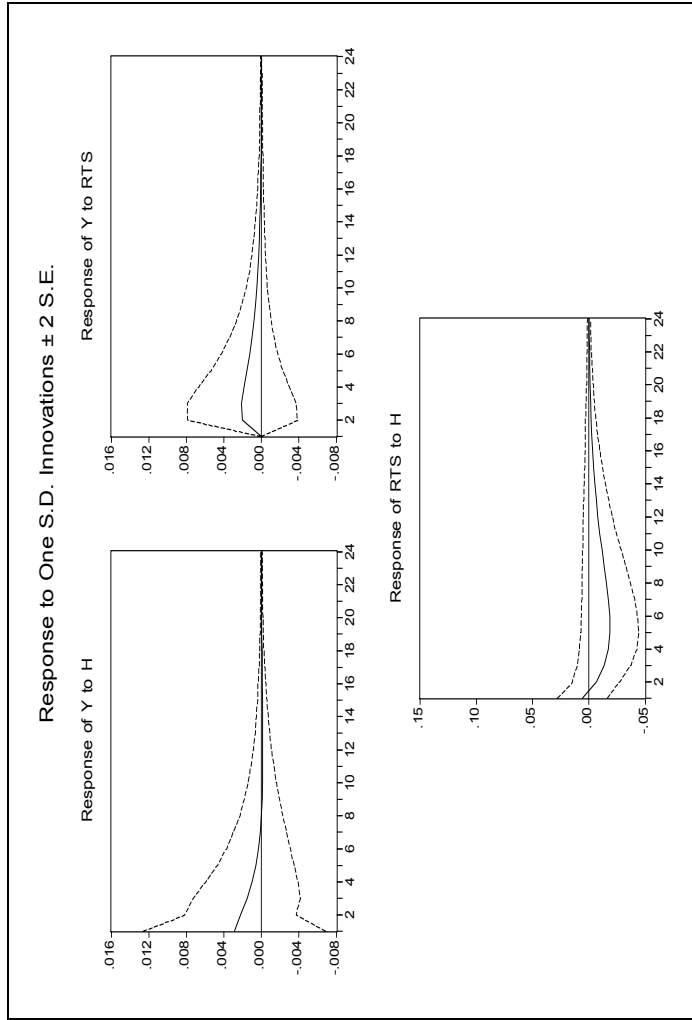 Response to One S.D. Innovations ± 2 S.E.
Response of Y to H
.016
.012
.008
.004
.000
-.004
-.008
2 4 6 8 10 12 14 16 18 20 22 24
Response of Y to RTS
.016
.012
.008
.004
.000
-.004
-.008
2 4 6 8 10 12 14 16 18 20 22 24
Response of RTS to H
.15
.10
.05
.00
-.05
2 4 6 8 10 12 14 16 18 20 22 24